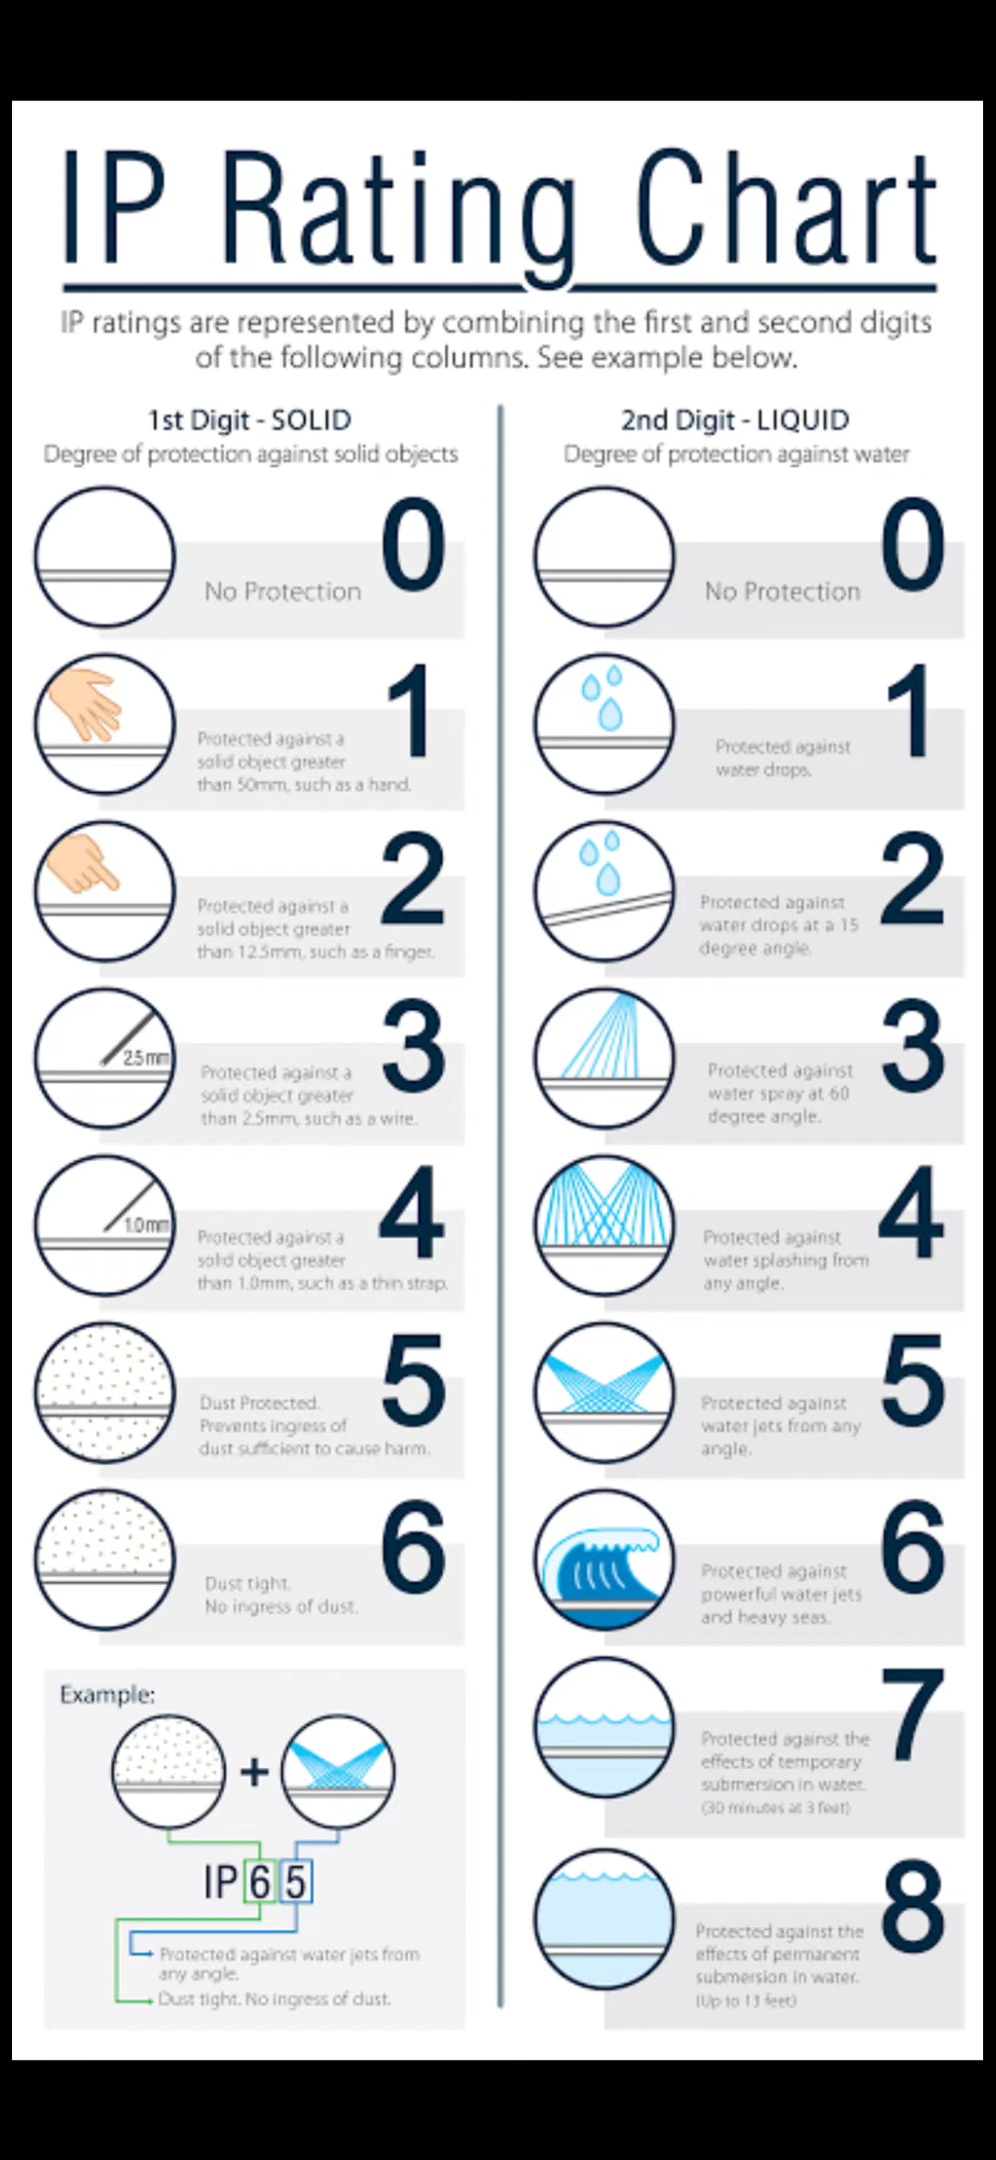 IP Rating Chart
IP ratings are represented by combining the first and second digits
of the following columns. See example below.
1st Digit - SOLID
Degree of protection against solid objects
0
No Protection
1
Protected against a
solid object greater
than 50mm, such as a hand.
2
Protected against a
solid object greater
than 12.5mm, such as a finger.
3
2.5mm
Protected against a
solid object greater
than 2.5mm, such as a wire.
4
1.0mm
Protected against a
solid object greater
than 1.0mm, such as a thin strap.
5
Dust Protected.
Prevents ingress of
dust sufficient to cause harm.
6
Dust tight.
No ingress of dust.
Example:
+
IP65
Protected against water jets from
any angle.
Dust tight. No ingress of dust.
2nd Digit - LIQUID
Degree of protection against water
0
No Protection
1
Protected against
water drops.
2
Protected against
water drops at a 15
degree angle.
3
Protected against
water spray at 60
degree angle.
4
Protected against
water splashing from
any angle.
5
Protected against
water jets from any
angle.
6
Protected against
powerful water jets
and heavy seas.
7
Protected against the
effects of temporary
submersion in water.
(30 minutes at 3 feet)
8
Protected against the
effects of permanent
submersion in water.
(Up to 13 feet)